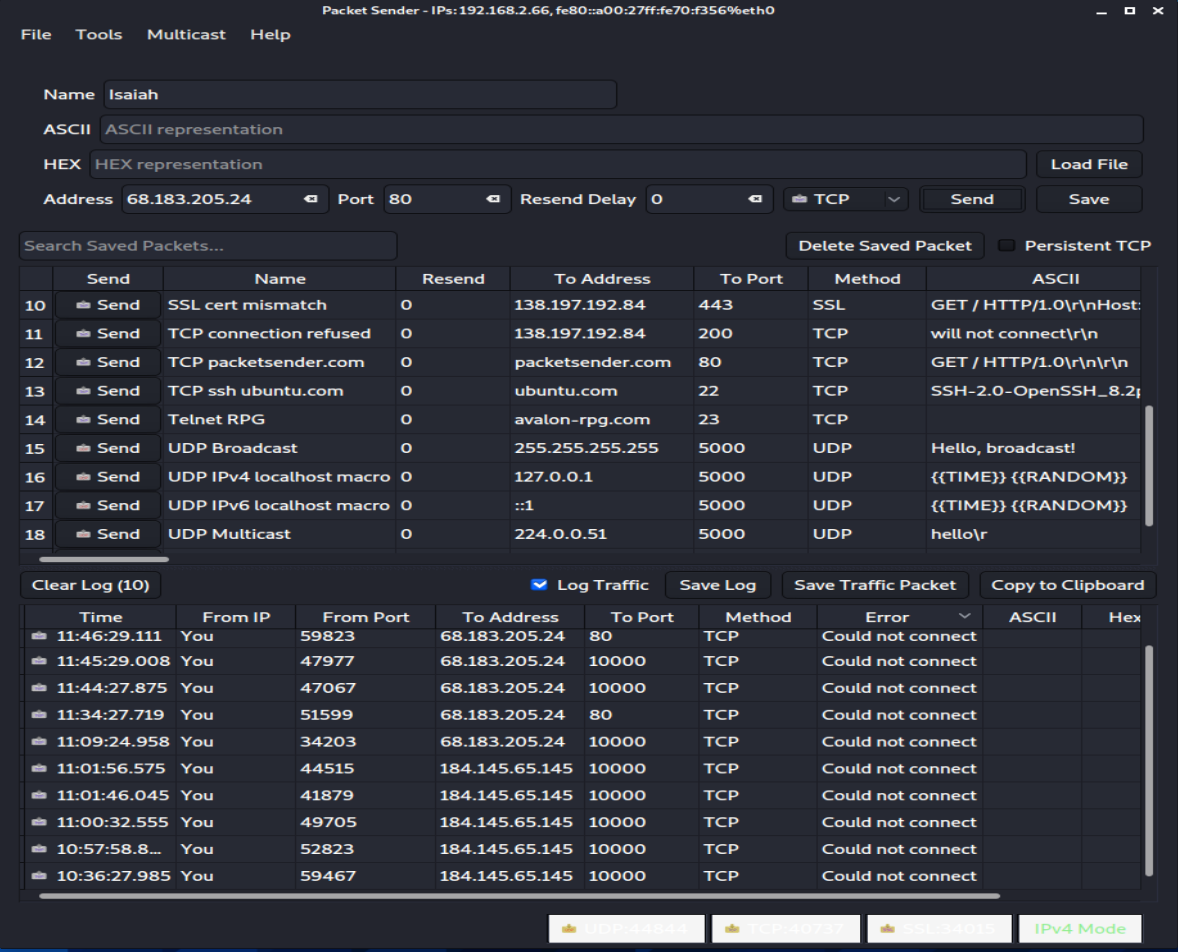 Packet Sender - IPs: 192.168.2.66, fe80::a00:27ff:fe70:f356%eth0
File Tools Multicast Help
Name Isaiah
ASCII ASCII representation
HEX HEX representation Load File
Address 68.183.205.24 Port 80 Resend Delay 0 TCP Send Save
Search Saved Packets... Delete Saved Packet Persistent TCP
Send Name Resend To Address To Port Method ASCII
10 Send SSL cert mismatch 0 138.197.192.84 443 SSL GET / HTTP/1.0\r\nHost:
11 Send TCP connection refused 0 138.197.192.84 200 TCP will not connect\r\n
12 Send TCP packetsender.com 0 packetsender.com 80 TCP GET / HTTP/1.0\r\n\r\n
13 Send TCP ssh ubuntu.com 0 ubuntu.com 22 TCP SSH-2.0-OpenSSH_8.2p
14 Send Telnet RPG 0 avalon-rpg.com 23 TCP
15 Send UDP Broadcast 0 255.255.255.255 5000 UDP Hello, broadcast!
16 Send UDP IPv4 localhost macro 0 127.0.0.1 5000 UDP {{TIME}} {{RANDOM}}
17 Send UDP IPv6 localhost macro 0 ::1 5000 UDP {{TIME}} {{RANDOM}}
18 Send UDP Multicast 0 224.0.0.51 5000 UDP hello\r
Clear Log (10) Log Traffic Save Log Save Traffic Packet Copy to Clipboard
Time From IP From Port To Address To Port Method Error ASCII Hex
11:46:29.111 You 59823 68.183.205.24 80 TCP Could not connect
11:45:29.008 You 47977 68.183.205.24 10000 TCP Could not connect
11:44:27.875 You 47067 68.183.205.24 10000 TCP Could not connect
11:34:27.719 You 51599 68.183.205.24 80 TCP Could not connect
11:09:24.958 You 34203 68.183.205.24 10000 TCP Could not connect
11:01:56.575 You 44515 184.145.65.145 10000 TCP Could not connect
11:01:46.045 You 41879 184.145.65.145 10000 TCP Could not connect
11:00:32.555 You 49705 184.145.65.145 10000 TCP Could not connect
10:57:58.8... You 52823 184.145.65.145 10000 TCP Could not connect
10:36:27.985 You 59467 184.145.65.145 10000 TCP Could not connect
UDP:44844 TCP:40737 SSL:34015 IPv4 Mode